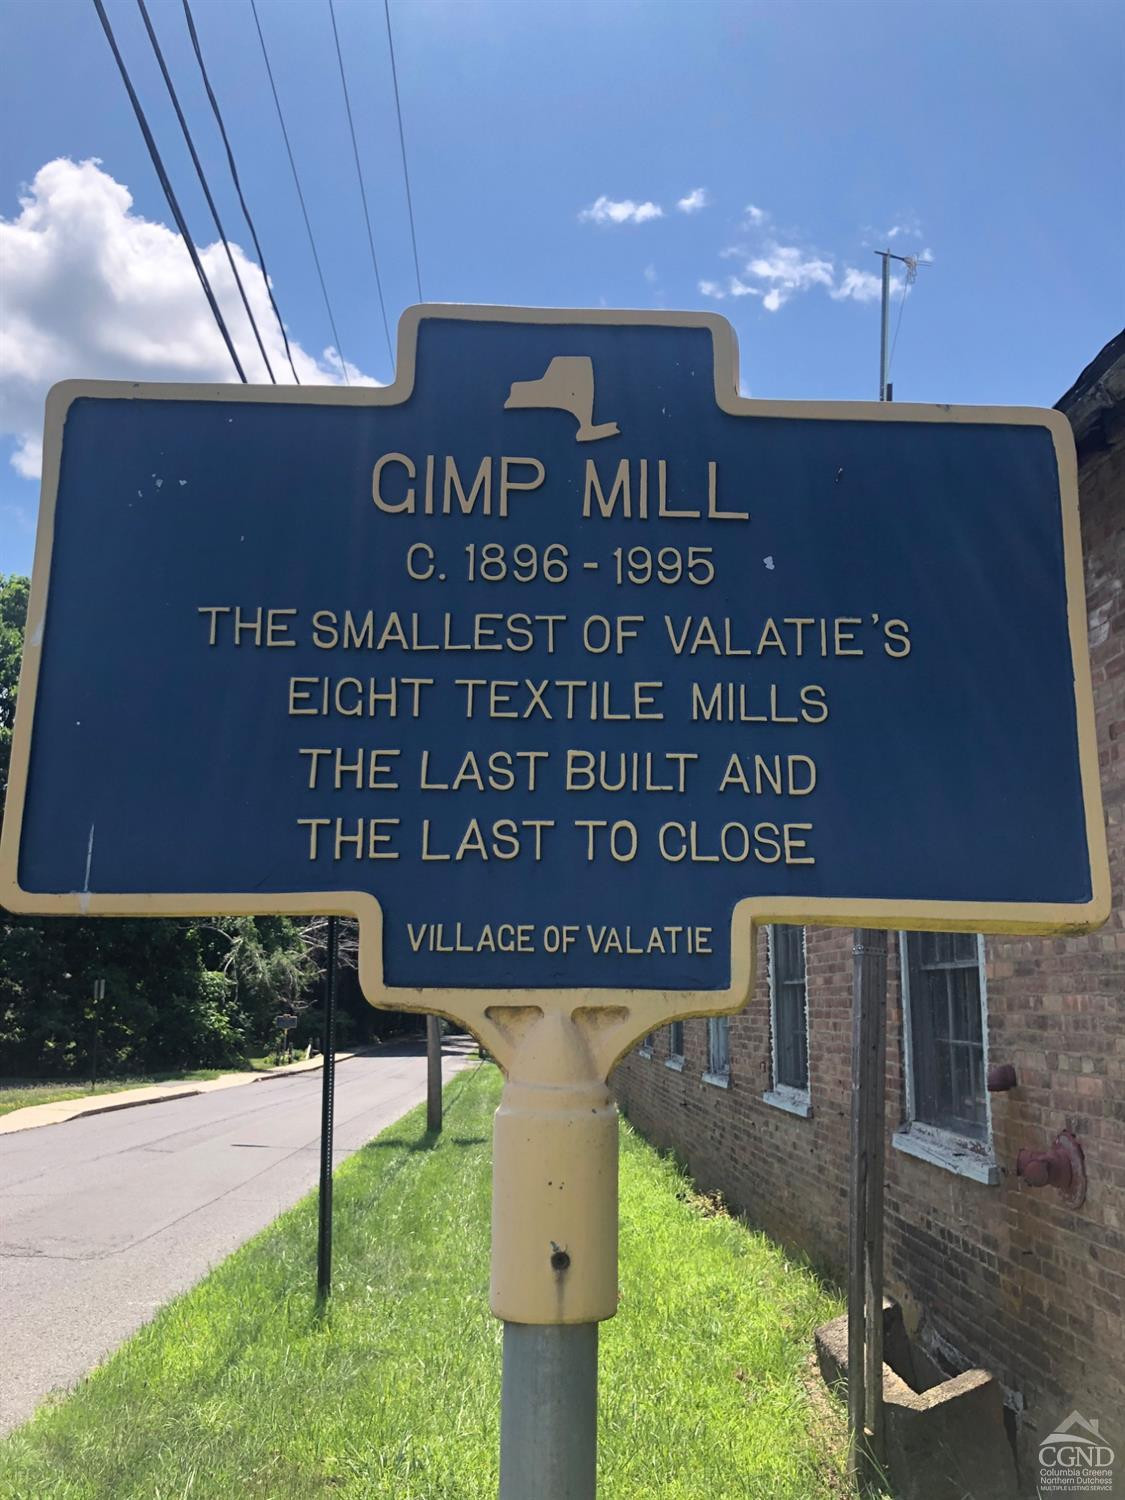 GIMP MILL
C. 1896 - 1995
THE SMALLEST OF VALATIE'S
EIGHT TEXTILE MILLS
THE LAST BUILT AND
THE LAST TO CLOSE
VILLAGE OF VALATIE
CGND
Columbia Greene
Northern Dutchess
MULTIPLE LISTING SERVICE